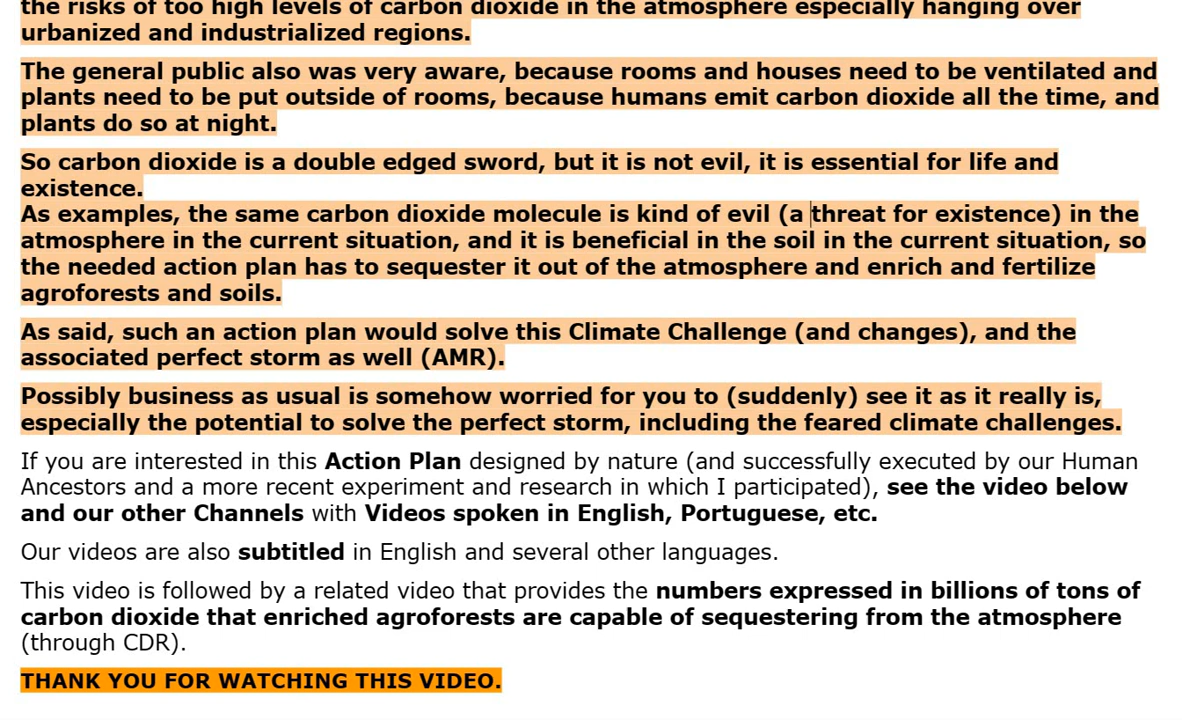 the risks of too high levels of carbon dioxide in the atmosphere especially hanging over
urbanized and industrialized regions.
The general public also was very aware, because rooms and houses need to be ventilated and
plants need to be put outside of rooms, because humans emit carbon dioxide all the time, and
plants do so at night.
So carbon dioxide is a double edged sword, but it is not evil, it is essential for life and
existence.
As examples, the same carbon dioxide molecule is kind of evil (a threat for existence) in the
atmosphere in the current situation, and it is beneficial in the soil in the current situation, so
the needed action plan has to sequester it out of the atmosphere and enrich and fertilize
agroforests and soils.
As said, such an action plan would solve this Climate Challenge (and changes), and the
associated perfect storm as well (AMR).
Possibly business as usual is somehow worried for you to (suddenly) see it as it really is,
especially the potential to solve the perfect storm, including the feared climate challenges.
If you are interested in this Action Plan designed by nature (and successfully executed by our Human
Ancestors and a more recent experiment and research in which I participated), see the video below
and our other Channels with Videos spoken in English, Portuguese, etc.
Our videos are also subtitled in English and several other languages.
This video is followed by a related video that provides the numbers expressed in billions of tons of
carbon dioxide that enriched agroforests are capable of sequestering from the atmosphere
(through CDR).
THANK YOU FOR WATCHING THIS VIDEO.